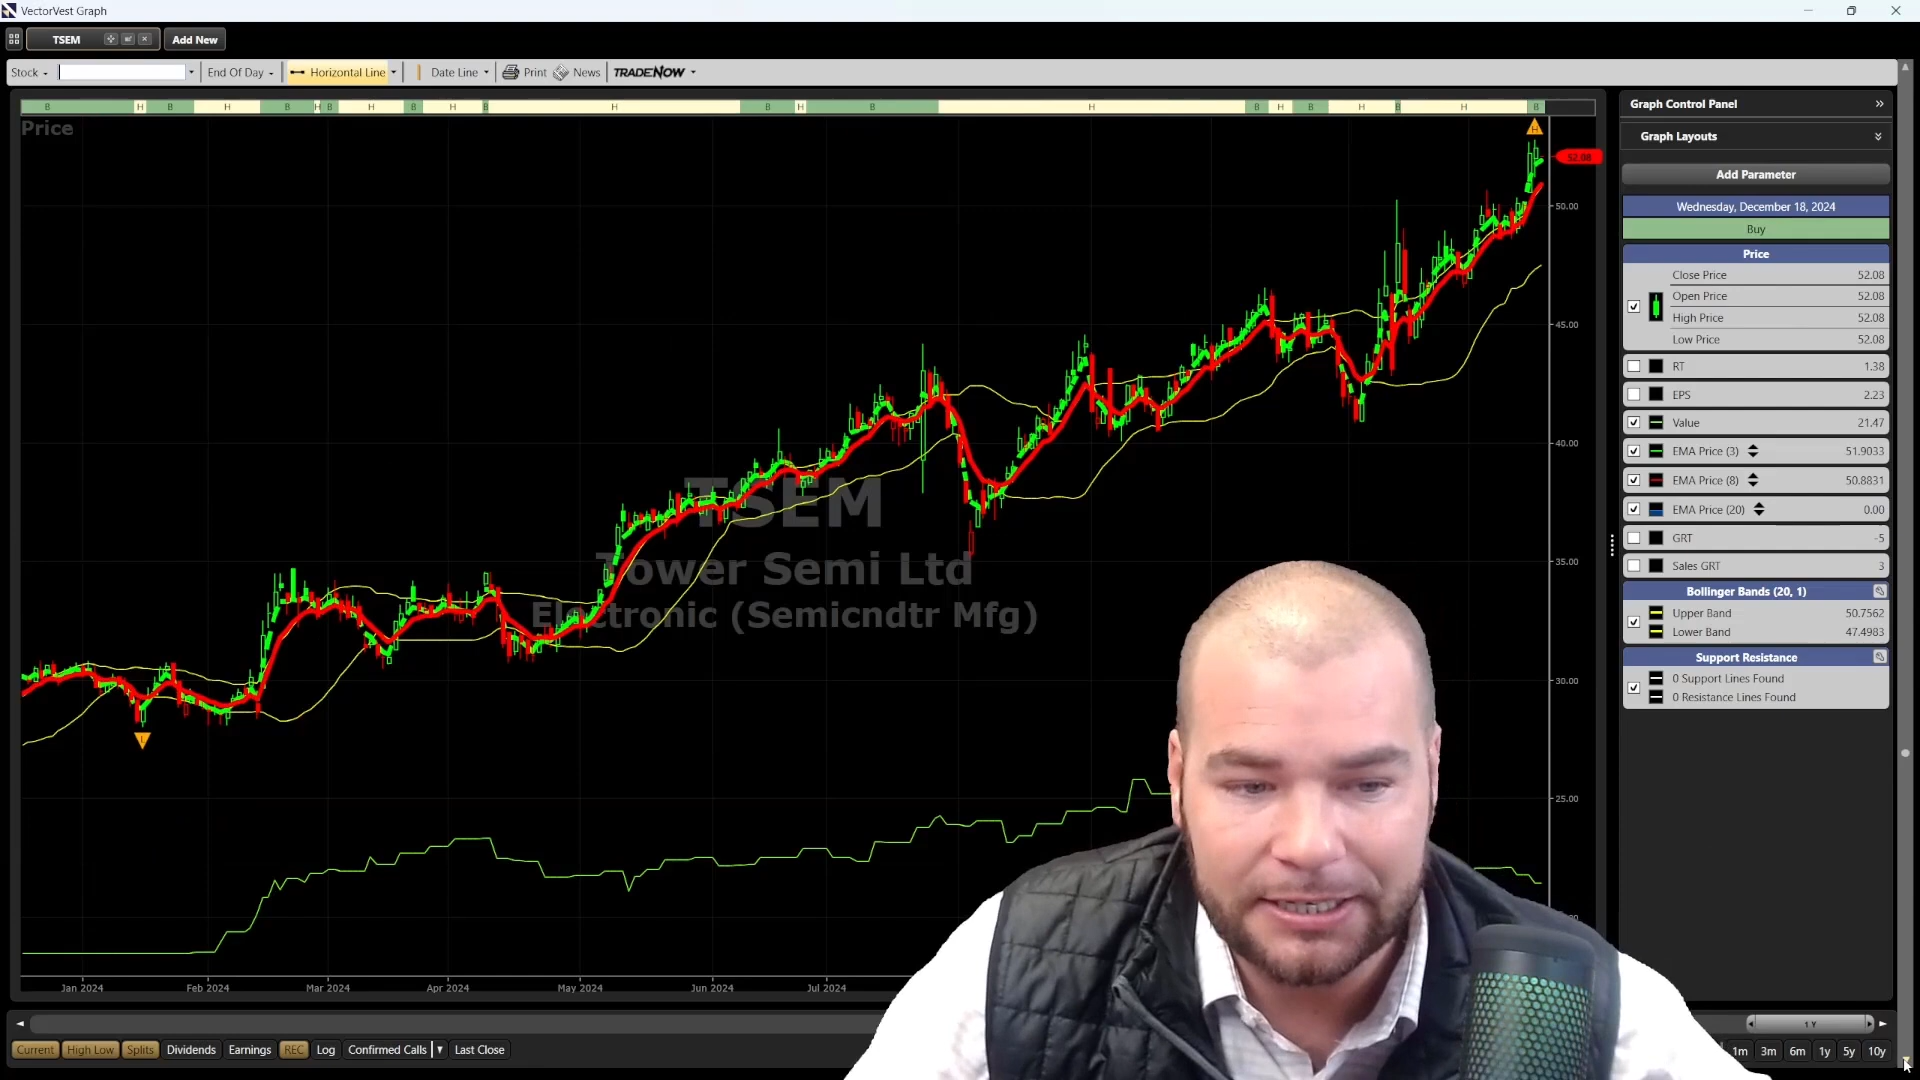 VectorVest Graph
TSEM
Add New
Stock
End Of Day
Horizontal Line
Date Line
Print
News
TRADENOW
B H B H B H B H B H B H B H B H B H B H B H B
Price
H
52.08
50.00
45.00
40.00
35.00
30.00
25.00
TSEM
Tower Semi Ltd
Electronic (Semicndtr Mfg)
L
Jan 2024 Feb 2024 Mar 2024 Apr 2024 May 2024 Jun 2024 Jul 2024
Graph Control Panel
Graph Layouts
Add Parameter
Wednesday, December 18, 2024
Buy
Price
Close Price 52.08
Open Price 52.08
High Price 52.08
Low Price 52.08
RT 1.38
EPS 2.23
Value 21.47
EMA Price (3) 51.9033
EMA Price (8) 50.8831
EMA Price (20) 0.00
GRT -5
Sales GRT 3
Bollinger Bands (20, 1)
Upper Band 50.7562
Lower Band 47.4983
Support Resistance
0 Support Lines Found
0 Resistance Lines Found
1 Y
Current High Low Splits Dividends Earnings REC Log Confirmed Calls Last Close
1m 3m 6m 1y 5y 10y